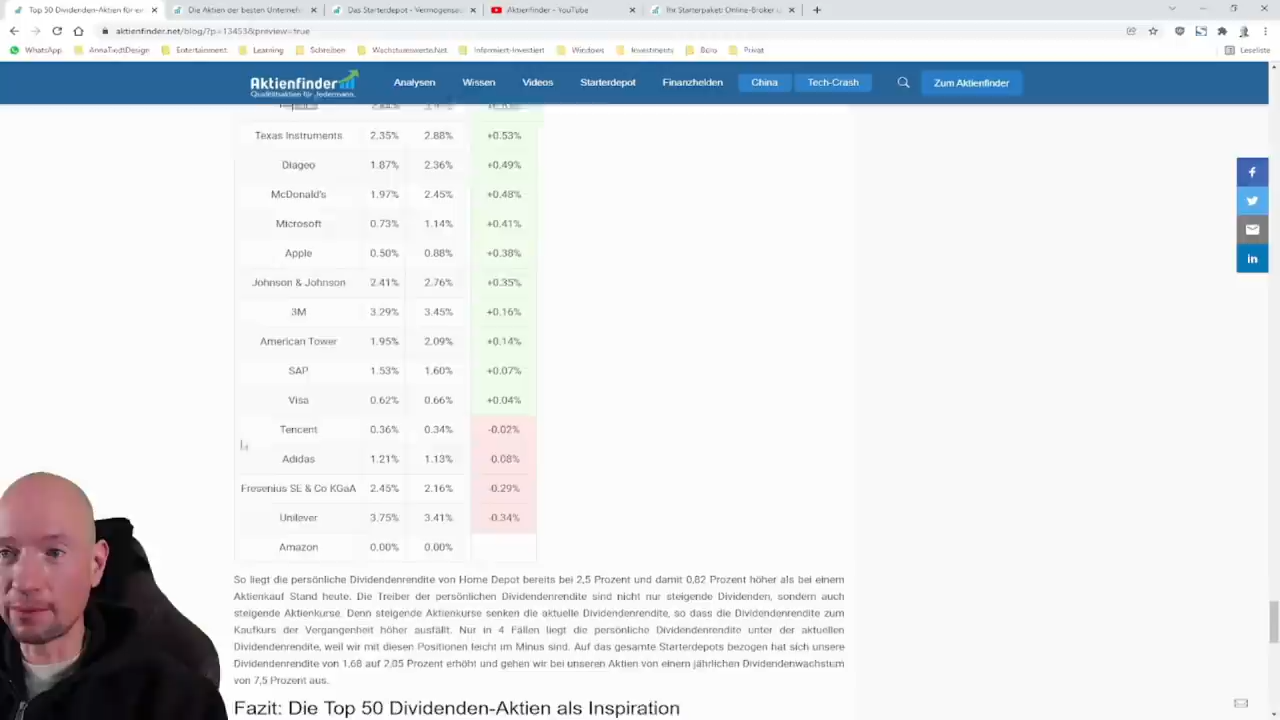 Top 50 Dividenden-Aktien für ei
Die Aktien der besten Unterneh
Das Starterdepot - Vermögensau
Aktienfinder - YouTube
Ihr Starterpaket: Online-Broker u
aktienfinder.net/blog/?p=13453&preview=true
WhatsApp
AnnaTiedtDesign
Entertainment
Learning
Schreiben
WachstumswerteNet
Informiert-Investiert
Windows
Investments
Büro
Privat
Leseliste
Aktienfinder
Qualitätsaktien für Jedermann.
Analysen
Wissen
Videos
Starterdepot
Finanzhelden
China
Tech-Crash
Zum Aktienfinder
Texas Instruments 2.35% 2.88% +0.53%
Diageo 1.87% 2.36% +0.49%
McDonald's 1.97% 2.45% +0.48%
Microsoft 0.73% 1.14% +0.41%
Apple 0.50% 0.88% +0.38%
Johnson & Johnson 2.41% 2.76% +0.35%
3M 3.29% 3.45% +0.16%
American Tower 1.95% 2.09% +0.14%
SAP 1.53% 1.60% +0.07%
Visa 0.62% 0.66% +0.04%
Tencent 0.36% 0.34% -0.02%
Adidas 1.21% 1.13% -0.08%
Fresenius SE & Co KGaA 2.45% 2.16% -0.29%
Unilever 3.75% 3.41% -0.34%
Amazon 0.00% 0.00%
So liegt die persönliche Dividendenrendite von Home Depot bereits bei 2,5 Prozent und damit 0,82 Prozent höher als bei einem
Aktienkauf Stand heute. Die Treiber der persönlichen Dividendenrendite sind nicht nur steigende Dividenden, sondern auch
steigende Aktienkurse. Denn steigende Aktienkurse senken die aktuelle Dividendenrendite, so dass die Dividendenrendite zum
Kaufkurs der Vergangenheit höher ausfällt. Nur in 4 Fällen liegt die persönliche Dividendenrendite unter der aktuellen
Dividendenrendite, weil wir mit diesen Positionen leicht im Minus sind. Auf das gesamte Starterdepots bezogen hat sich unsere
Dividendenrendite von 1,68 auf 2,05 Prozent erhöht und gehen wir bei unseren Aktien von einem jährlichen Dividendenwachstum
von 7,5 Prozent aus.
Fazit: Die Top 50 Dividenden-Aktien als Inspiration